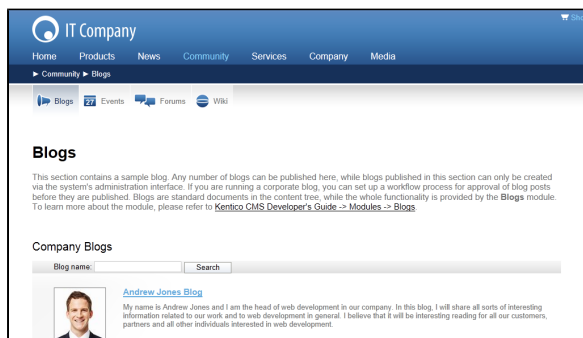 Sho
IT Company
Home Products News Community Services Company Media
► Community ► Blogs
Blogs 27 Events Forums Wiki
Blogs
This section contains a sample blog. Any number of blogs can be published here, while blogs published in this section can only be created
via the system's administration interface. If you are running a corporate blog, you can set up a workflow process for approval of blog posts
before they are published. Blogs are standard documents in the content tree, while the whole functionality is provided by the Blogs module.
To learn more about the module, please refer to Kentico CMS Developer's Guide -> Modules -> Blogs.
Company Blogs
Blog name: Search
Andrew Jones Blog
My name is Andrew Jones and I am the head of web development in our company. In this blog, I will share all sorts of interesting
information related to our work and to web development in general. I believe that it will be interesting reading for all our customers,
partners and all other individuals interested in web development.